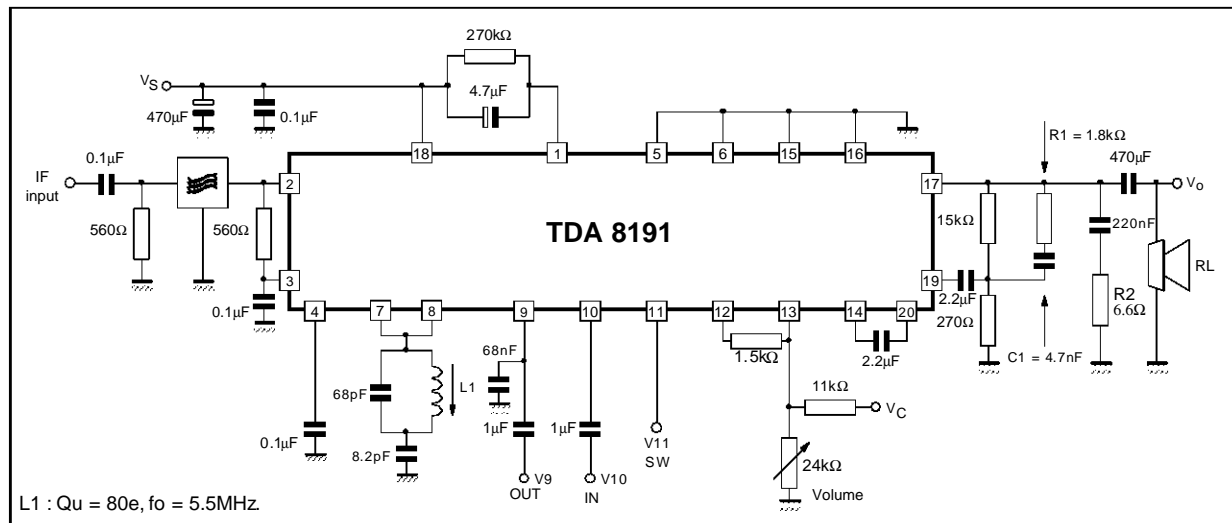 270kΩ
VS
4.7μF
470μF
0.1μF
R1 = 1.8kΩ
18
1
5
6
15
16
470μF
0.1μF
IF
input
2
17
Vo
560Ω
560Ω
TDA 8191
15kΩ
220nF
RL
3
19
0.1μF
2.2μF
R2
6.6Ω
4
7
8
9
10
11
12
13
14
20
270Ω
68nF
1.5kΩ
2.2μF
C1 = 4.7nF
68pF
L1
11kΩ
VC
0.1μF
8.2pF
1μF
1μF
V11
SW
24kΩ
V9
OUT
V10
IN
Volume
L1 : Qu = 80e, fo = 5.5MHz.